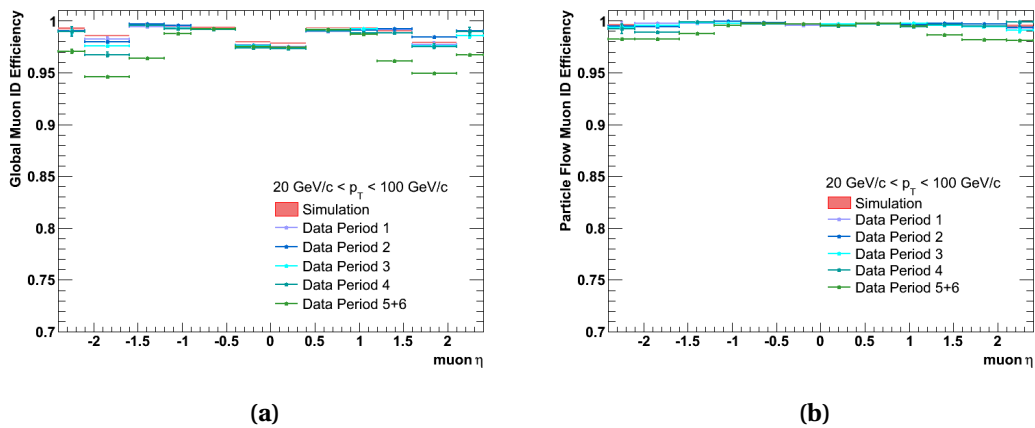 Global Muon ID Efficiency
1
0.95
0.9
0.85
0.8
0.75
0.7
20 GeV/c < p_T < 100 GeV/c
Simulation
Data Period 1
Data Period 2
Data Period 3
Data Period 4
Data Period 5+6
-2 -1.5 -1 -0.5 0 0.5 1 1.5 2
muon η
(a)
Particle Flow Muon ID Efficiency
1
0.95
0.9
0.85
0.8
0.75
0.7
20 GeV/c < p_T < 100 GeV/c
Simulation
Data Period 1
Data Period 2
Data Period 3
Data Period 4
Data Period 5+6
-2 -1.5 -1 -0.5 0 0.5 1 1.5 2
muon η
(b)